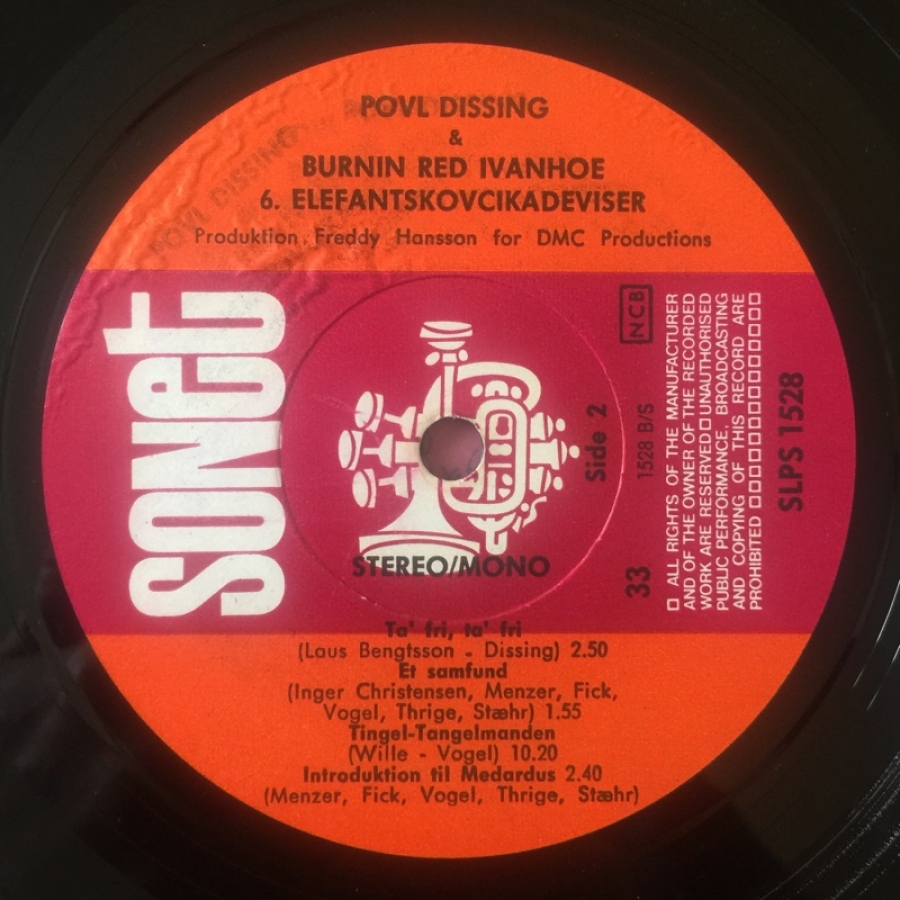 POVL DISSING
&
BURNIN RED IVANHOE
6. ELEFANTSKOVCIKADEVISER
Produktion Freddy Hansson for DMC Productions
SONET
NCB
Side 2
1528 B/S
33
□ ALL RIGHTS OF THE MANUFACTURER
AND OF THE OWNER OF THE RECORDED
WORK ARE RESERVED□UNAUTHORISED
PUBLIC PERFORMANCE, BROADCASTING
AND COPYING OF THIS RECORD ARE
PROHIBITED □□□□□□□□□□□□□□□
SLPS 1528
STEREO/MONO
Ta' fri, ta' fri
(Laus Bengtsson - Dissing) 2.50
Et samfund
(Inger Christensen, Menzer, Fick,
Vogel, Thrige, Stæhr) 1.55
Tingel-Tangelmanden
(Wille - Vogel) 10.20
Introduktion til Medardus 2.40
(Menzer, Fick, Vogel, Thrige, Stæhr)